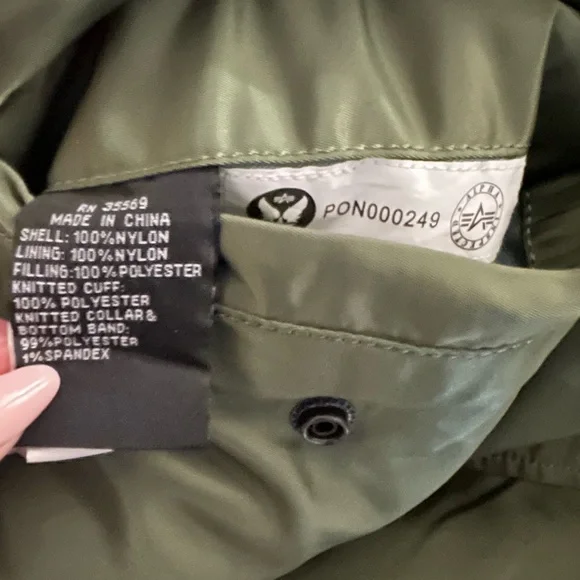 RN 35569
MADE IN CHINA
SHELL: 100%NYLON
LINING: 100%NYLON
FILLING:100%POLYESTER
KNITTED CUFF:
100%POLYESTER
KNITTED COLLAR&
BOTTOM BAND:
99%POLYESTER
1%SPANDEX
PON000249
ALPHA